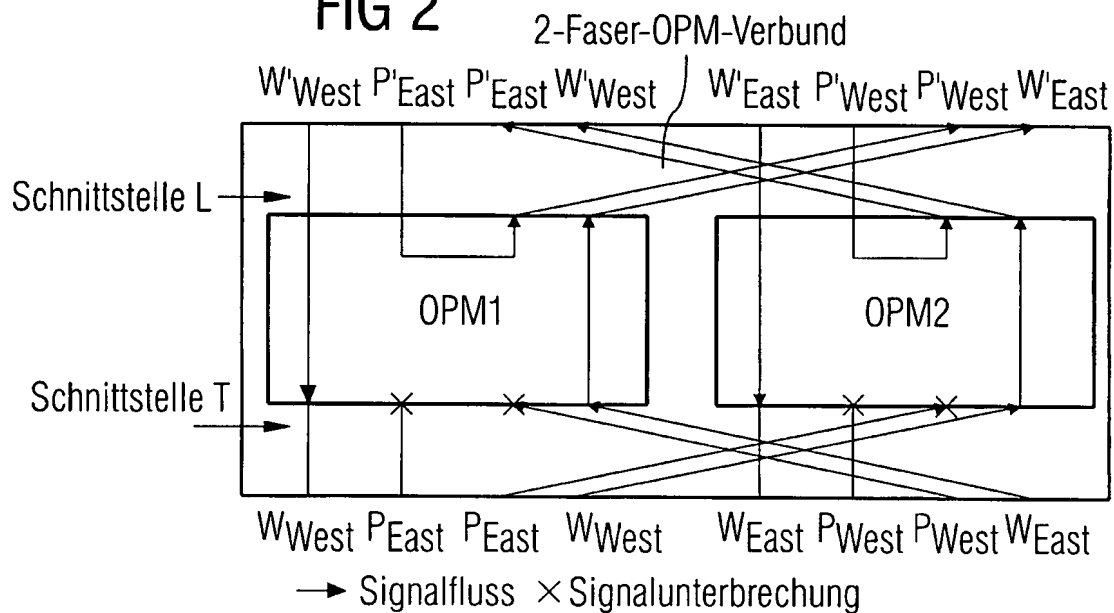 FIG 2
2-Faser-OPM-Verbund
W'West P'East P'East W'West W'East P'West P'West W'East
Schnittstelle L
OPM1 OPM2
Schnittstelle T
WWest PEast PEast WWest WEast PWest PWest WEast
Signalfluss × Signalunterbrechung